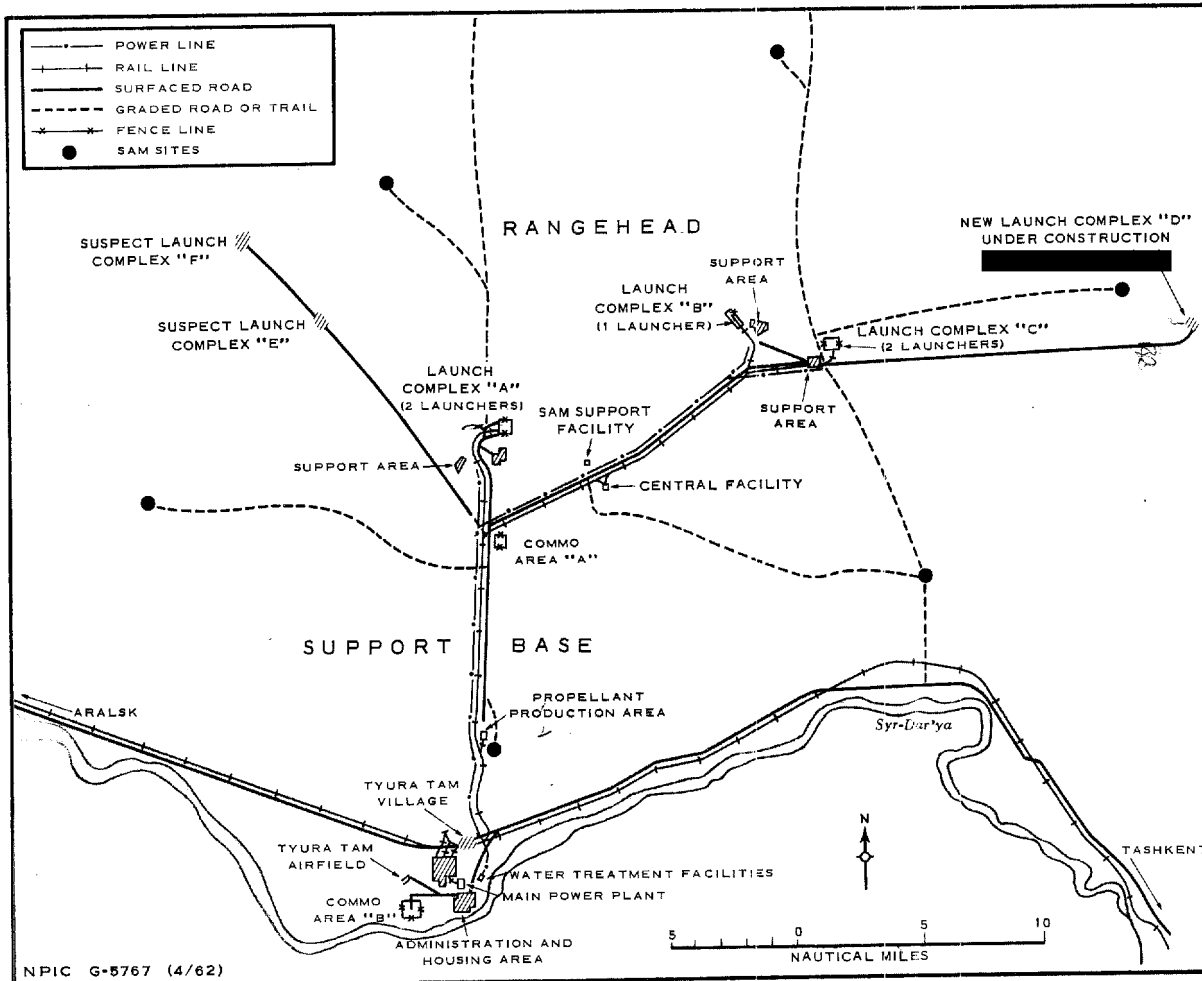 POWER LINE
RAIL LINE
SURFACED ROAD
GRADED ROAD OR TRAIL
FENCE LINE
SAM SITES
RANGEHEAD
NEW LAUNCH COMPLEX "D"
UNDER CONSTRUCTION
SUSPECT LAUNCH
COMPLEX "F"
SUPPORT
AREA
LAUNCH
COMPLEX "B"
(1 LAUNCHER)
SUSPECT LAUNCH
COMPLEX "E"
LAUNCH COMPLEX "C"
(2 LAUNCHERS)
LAUNCH
COMPLEX "A"
(2 LAUNCHERS)
SUPPORT
AREA
SAM SUPPORT
FACILITY
SUPPORT AREA
CENTRAL FACILITY
COMMO
AREA "A"
SUPPORT BASE
ARALSK
PROPELLANT
PRODUCTION AREA
Syr-Dar'ya
TYURA TAM
VILLAGE
N
TYURA TAM
AIRFIELD
TASHKENT
WATER TREATMENT FACILITIES
MAIN POWER PLANT
COMMO
AREA "B"
ADMINISTRATION AND
HOUSING AREA
5 0 5 10
NAUTICAL MILES
NPIC G-5767 (4/62)